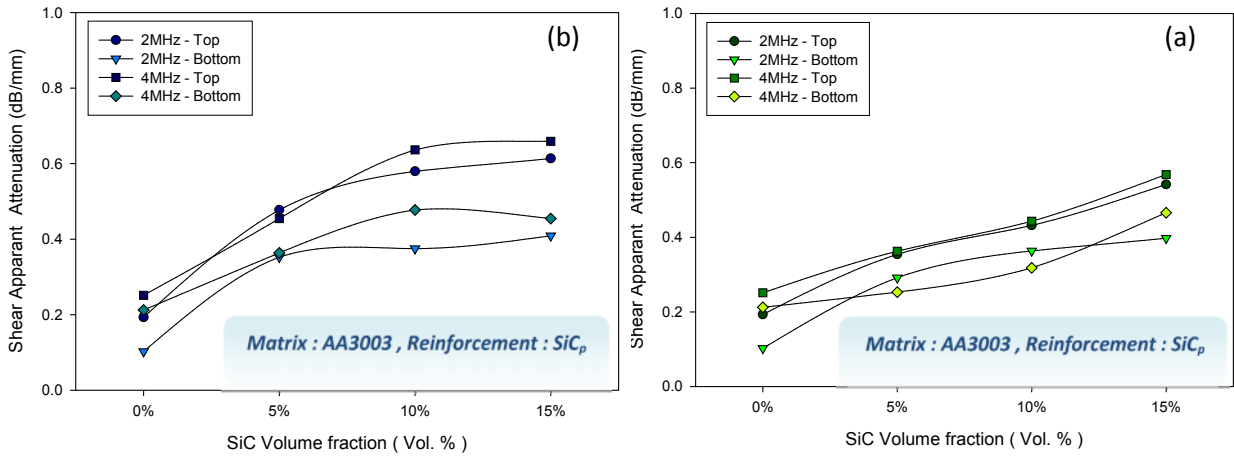 (b)
2MHz - Top
2MHz - Bottom
4MHz - Top
4MHz - Bottom
Shear Apparant Attenuation (dB/mm)
1.0
0.8
0.6
0.4
0.2
0.0
Matrix : AA3003 , Reinforcement : SiCp
0% 5% 10% 15%
SiC Volume fraction ( Vol. % )
(a)
2MHz - Top
2MHz - Bottom
4MHz - Top
4MHz - Bottom
Shear Apparant Attenuation (dB/mm)
1.0
0.8
0.6
0.4
0.2
0.0
Matrix : AA3003 , Reinforcement : SiCp
0% 5% 10% 15%
SiC Volume fraction ( Vol. % )